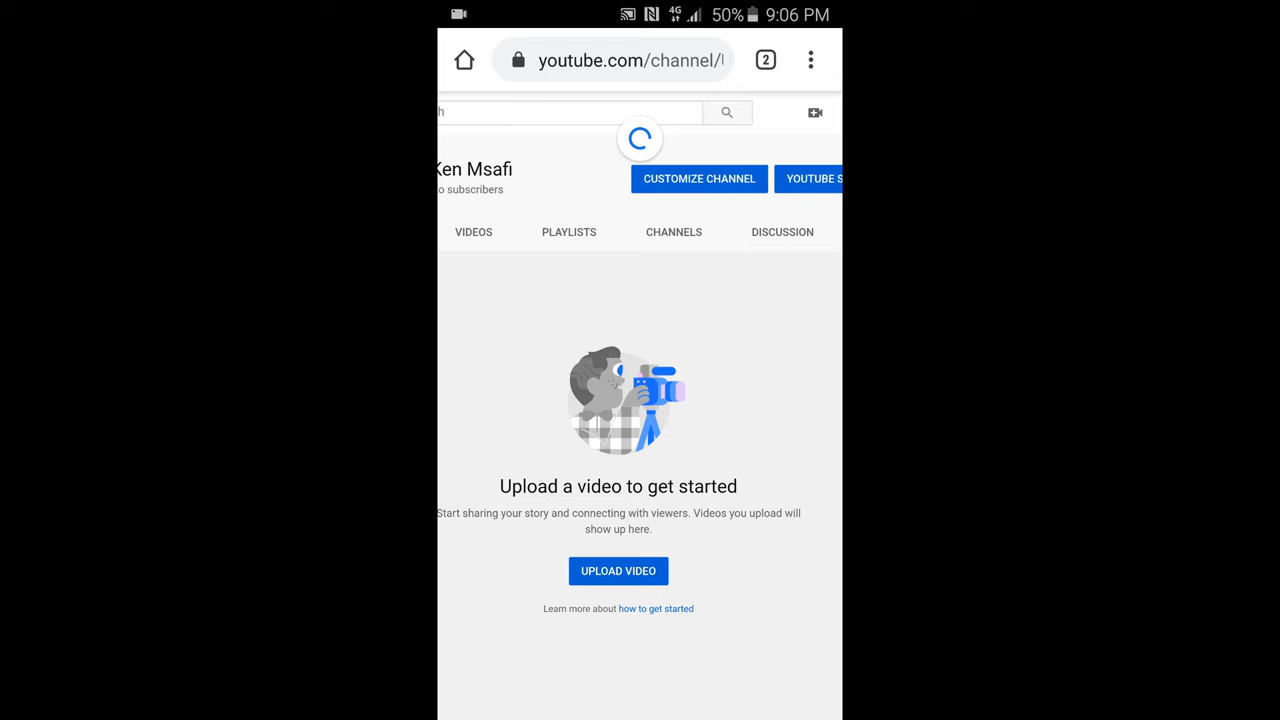 4G 50% 9:06 PM
youtube.com/channel/ 2
h
Ken Msafi
o subscribers
CUSTOMIZE CHANNEL YOUTUBE S
VIDEOS PLAYLISTS CHANNELS DISCUSSION
Upload a video to get started
Start sharing your story and connecting with viewers. Videos you upload will
show up here.
UPLOAD VIDEO
Learn more about how to get started